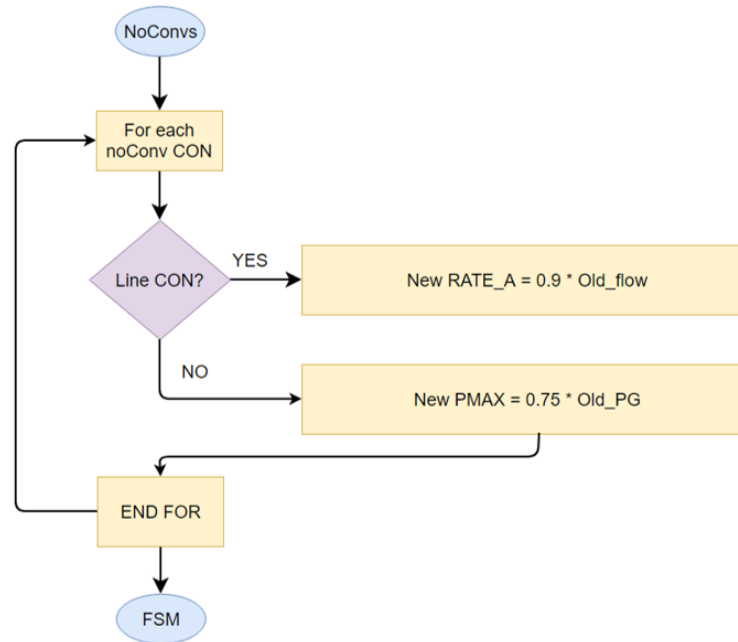 NoConvs
For each
noConv CON
Line CON?
YES
New RATE_A = 0.9 * Old_flow
NO
New PMAX = 0.75 * Old_PG
END FOR
FSM